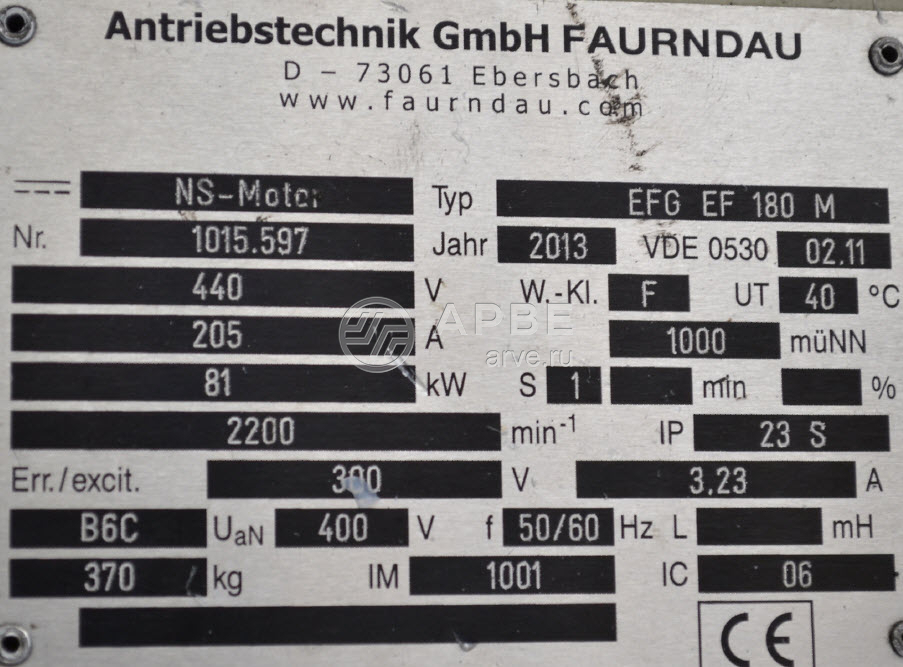 Antriebstechnik GmbH FAURNDAU
D – 73061 Ebersbach
www.faurndau.com
NS-Motor Typ EFG EF 180 M
Nr. 1015.597 Jahr 2013 VDE 0530 02.11
440 V W.-Kl. F UT 40 °C
205 A 1000 müNN
81 kW S 1 min %
2200 min⁻¹ IP 23 S
Err./excit. 300 V 3,23 A
B6C UaN 400 V f 50/60 Hz L mH
370 kg IM 1001 IC 06
CE
АРВЕ
arve.ru